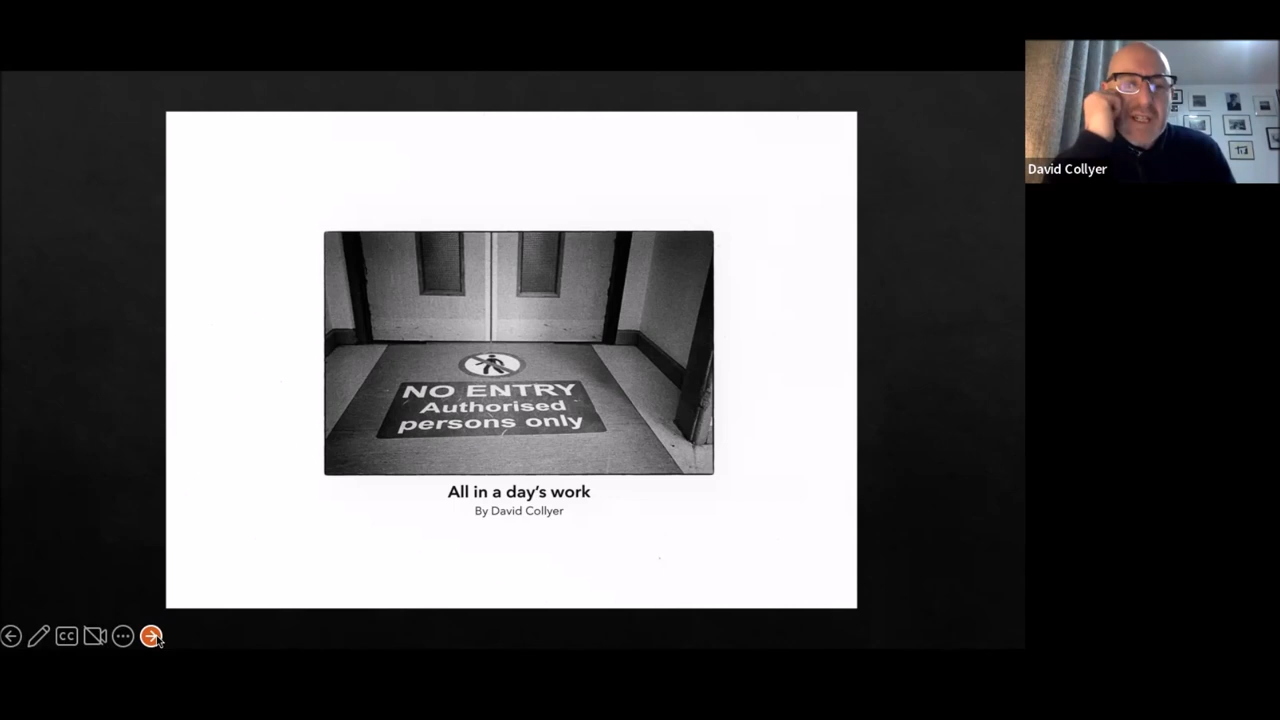 David Collyer
NO ENTRY
Authorised
persons only
All in a day's work
By David Collyer
CC